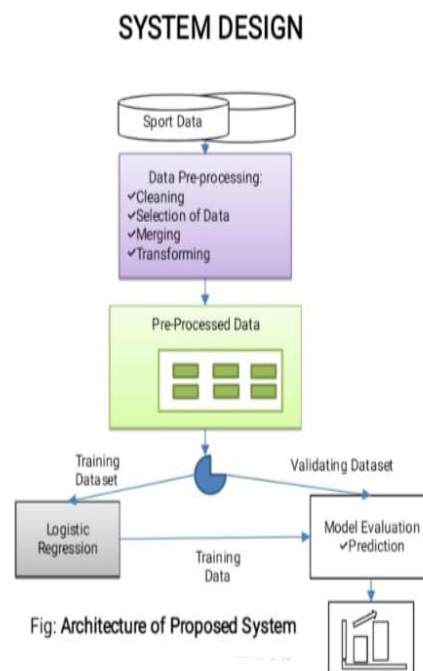 SYSTEM DESIGN
Sport Data
Data Pre-processing:
✓Cleaning
✓Selection of Data
✓Merging
✓Transforming
Pre-Processed Data
Training
Dataset
Validating Dataset
Logistic
Regression
Training
Data
Model Evaluation
✓Prediction
Fig: Architecture of Proposed System